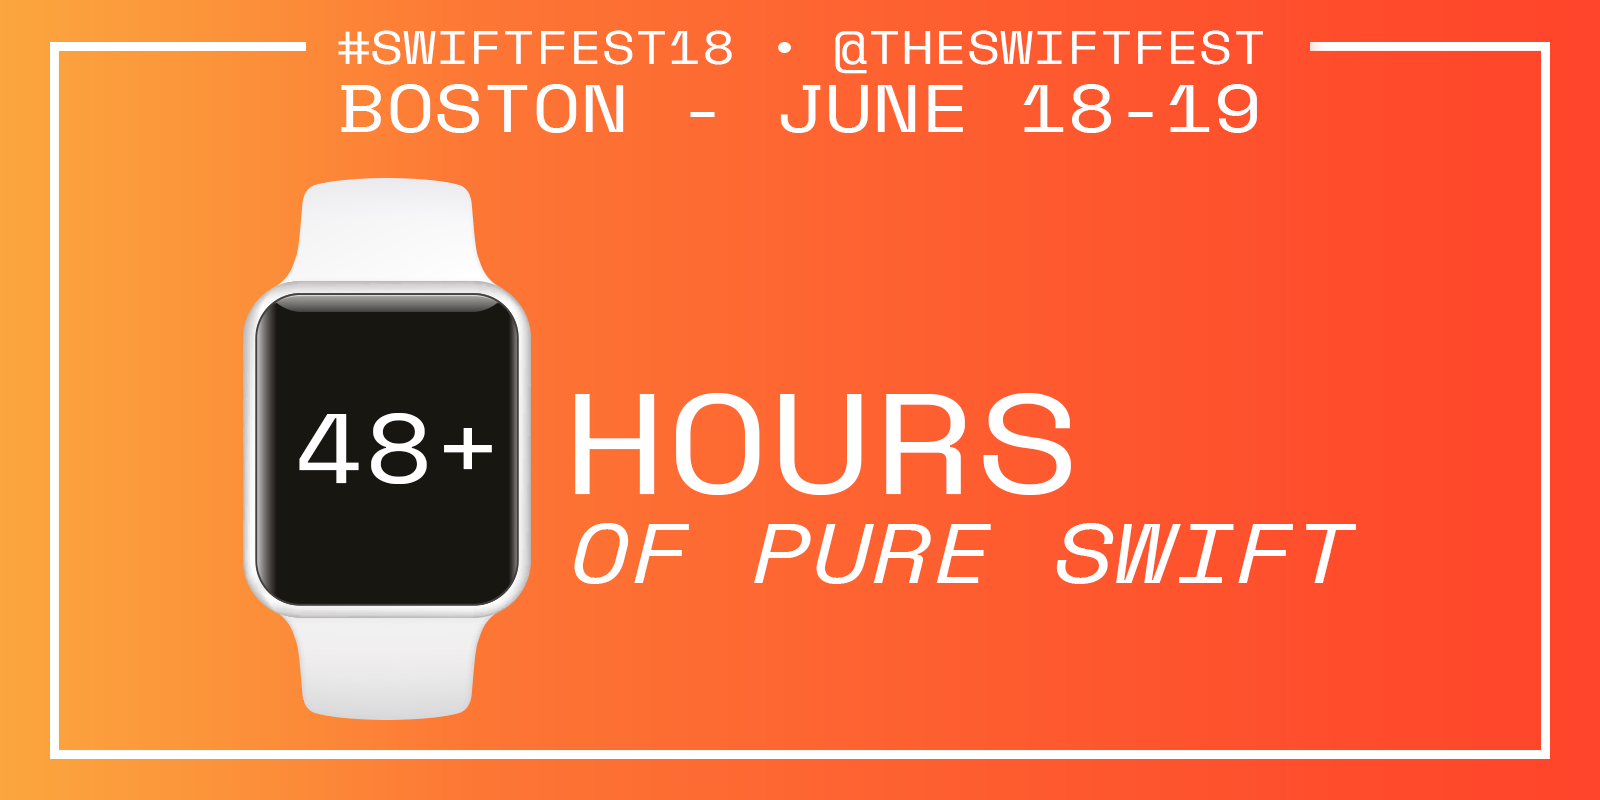 #SWIFTFEST18 • @THESWIFTFEST
BOSTON - JUNE 18-19
48+
HOURS
OF PURE SWIFT